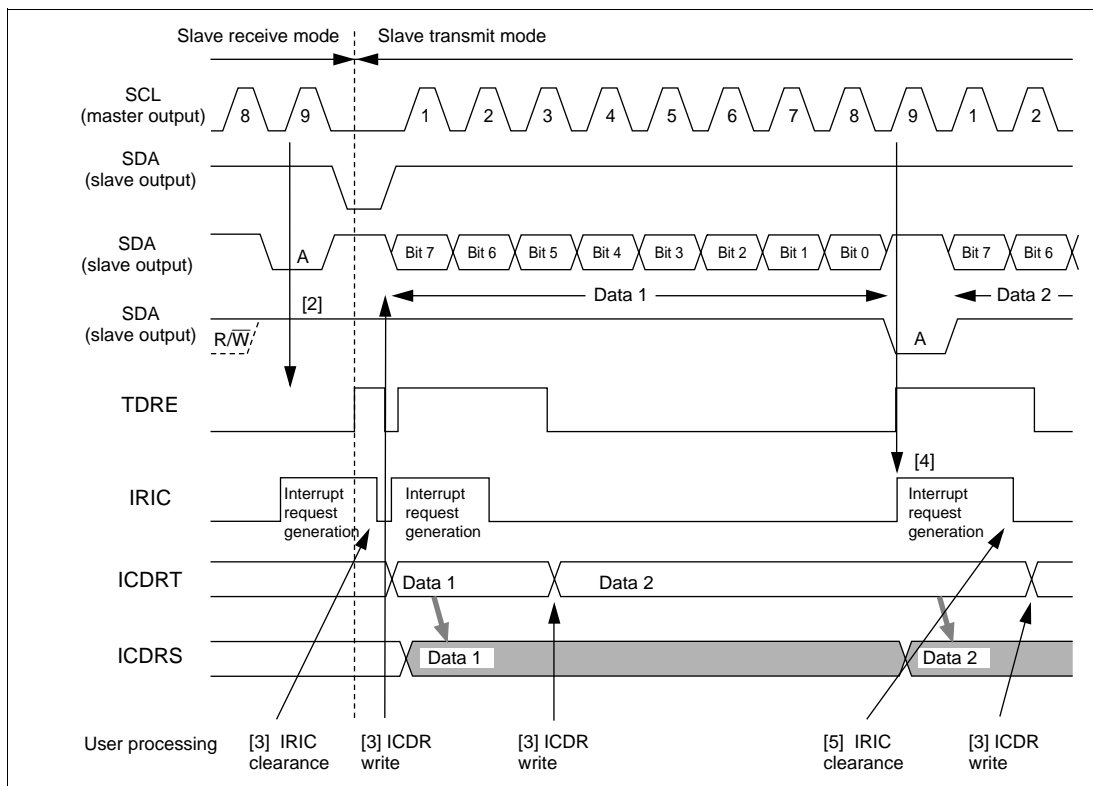 Slave receive mode Slave transmit mode
SCL
(master output)
8 9 1 2 3 4 5 6 7 8 9 1 2
SDA
(slave output)
SDA
(slave output)
A Bit 7 Bit 6 Bit 5 Bit 4 Bit 3 Bit 2 Bit 1 Bit 0 Bit 7 Bit 6
[2] Data 1 Data 2
SDA
(slave output)
R/W̅ A
TDRE
[4]
IRIC
Interrupt
request
generation
Interrupt
request
generation
Interrupt
request
generation
ICDRT
Data 1 Data 2
ICDRS
Data 1 Data 2
User processing
[3] IRIC
clearance
[3] ICDR
write
[3] ICDR
write
[5] IRIC
clearance
[3] ICDR
write